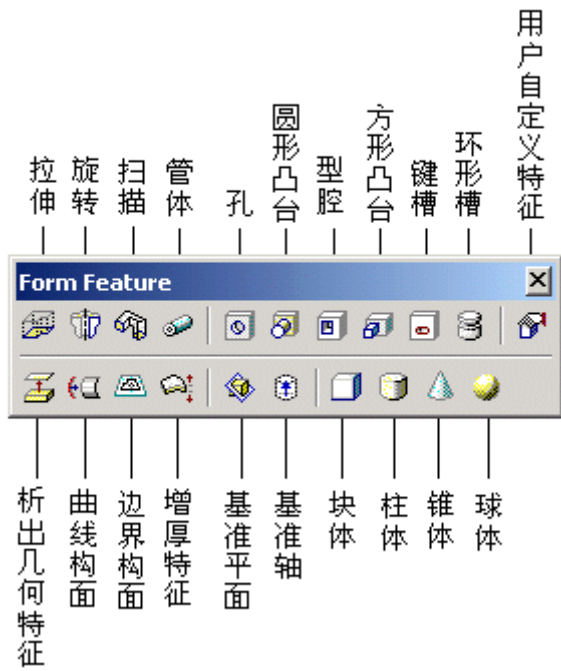 拉伸
旋转
扫描
管体
孔
圆形凸台
型腔
方形凸台
键槽
环形槽
用户自定义特征
Form Feature
析出几何特征
曲线构面
边界构面
增厚特征
基准平面
基准轴
块体
柱体
锥体
球体